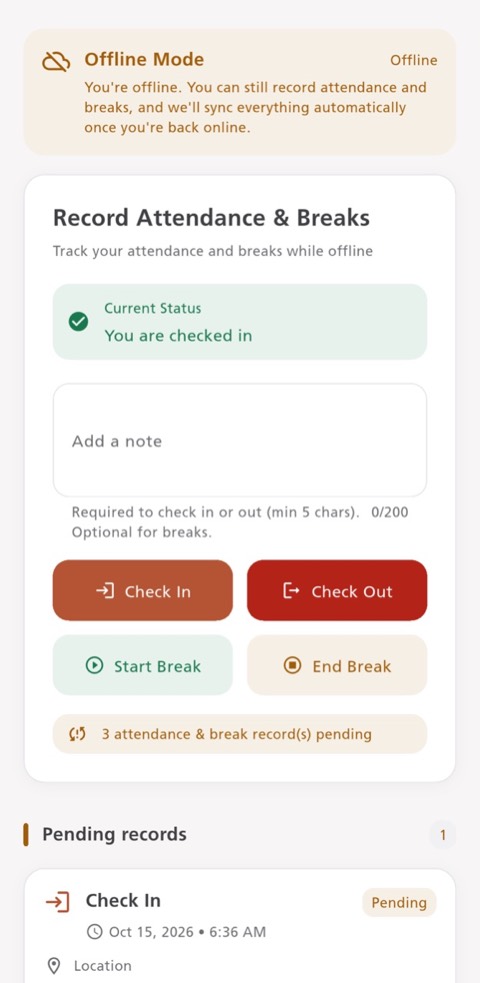 Offline Mode
Offline
You're offline. You can still record attendance and
breaks, and we'll sync everything automatically
once you're back online.
Record Attendance & Breaks
Track your attendance and breaks while offline
Current Status
You are checked in
Add a note
Required to check in or out (min 5 chars). 0/200
Optional for breaks.
Check In
Check Out
Start Break
End Break
3 attendance & break record(s) pending
Pending records
1
Check In
Pending
Oct 15, 2026 • 6:36 AM
Location